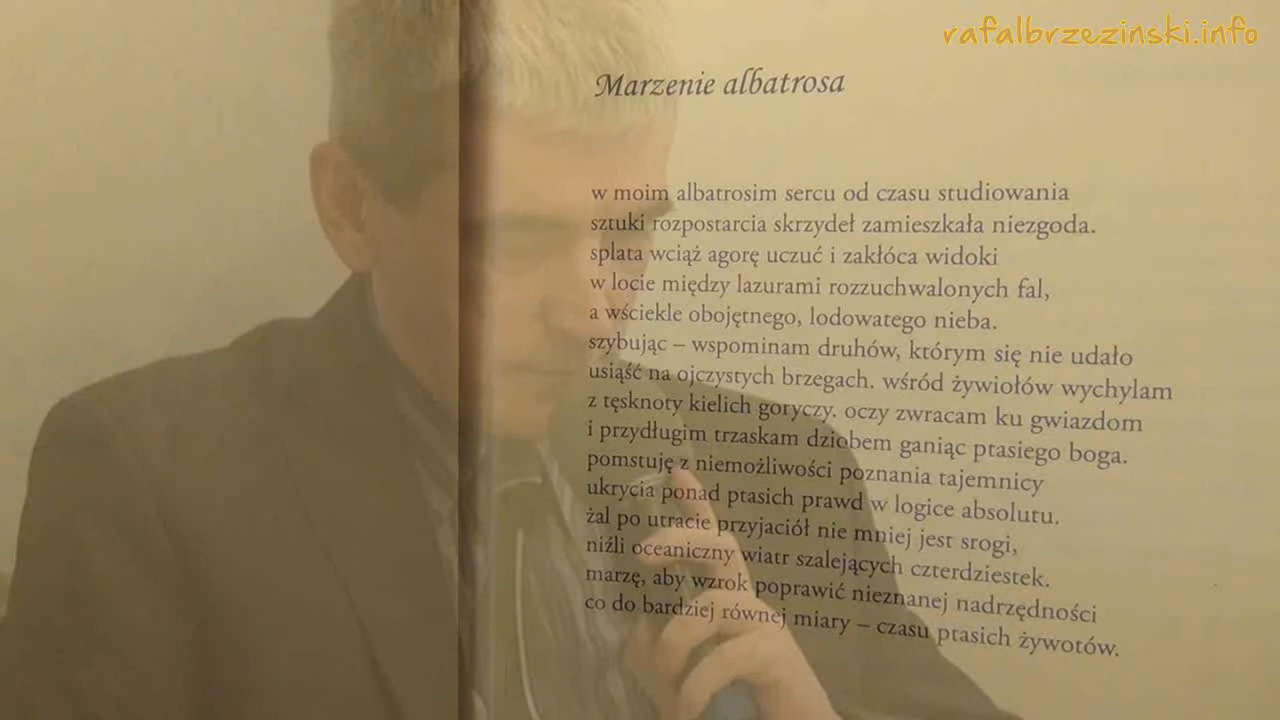 rafalbrzezinski.info
Marzenie albatrosa
w moim albatrosim sercu od czasu studiowania
sztuki rozpostarcia skrzydeł zamieszkała niezgoda.
splata wciąż agorę uczuć i zakłóca widoki
w locie między lazurami rozzuchwalonych fal,
a wściekle obojętnego, lodowatego nieba.
szybując – wspominam druhów, którym się nie udało
usiąść na ojczystych brzegach. wśród żywiołów wychylam
z tęsknoty kielich goryczy. oczy zwracam ku gwiazdom
i przydługim trzaskam dziobem ganiąc ptasiego boga.
pomstuję z niemożliwości poznania tajemnicy
ukrycia ponad ptasich prawd w logice absolutu.
żal po utracie przyjaciół nie mniej jest srogi,
niźli oceaniczny wiatr szalejących czterdziestek.
marzę, aby wzrok poprawić nieznanej nadrzędności
co do bardziej równej miary – czasu ptasich żywotów.